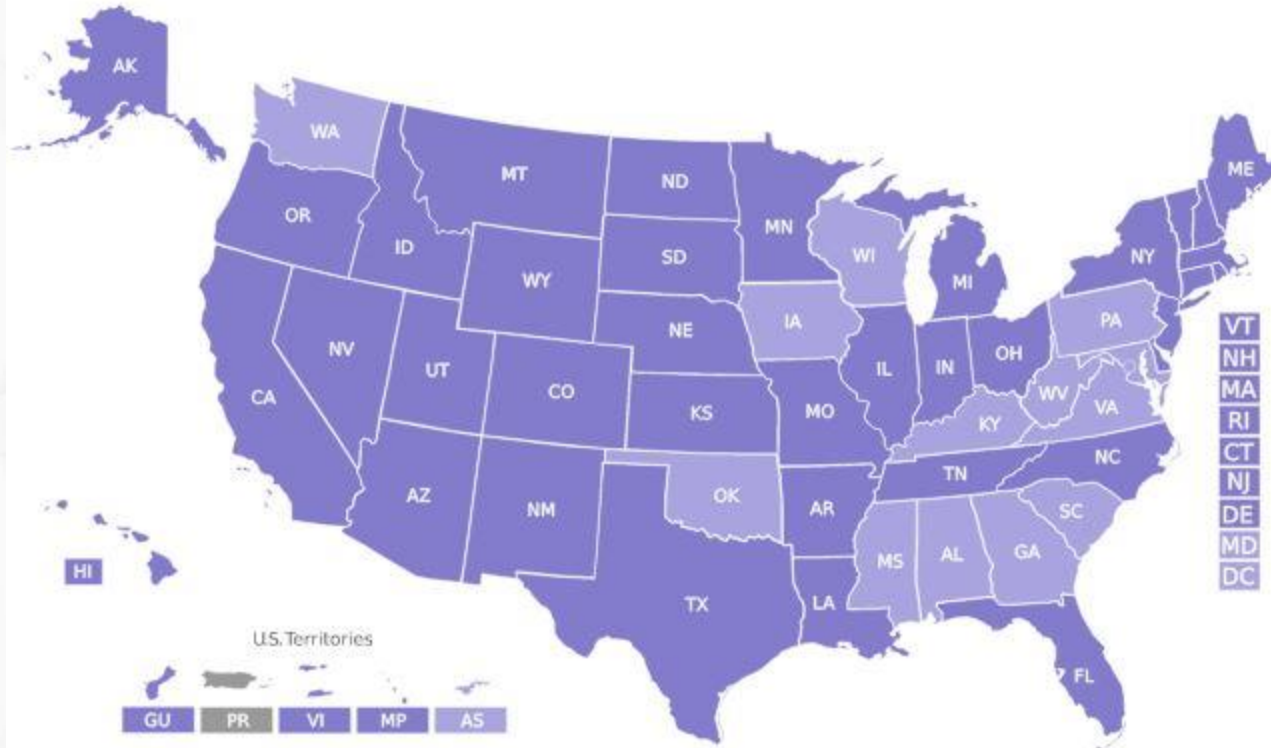 AK
WA
MT
ND
MN
ME
OR
ID
WY
SD
WI
MI
NY
NV
UT
CO
NE
IA
IL
IN
OH
PA
CA
KS
MO
KY
WV
VA
AZ
NM
OK
AR
TN
NC
TX
LA
MS
AL
GA
SC
FL
VT
NH
MA
RI
CT
NJ
DE
MD
DC
HI
U.S. Territories
GU PR VI MP AS